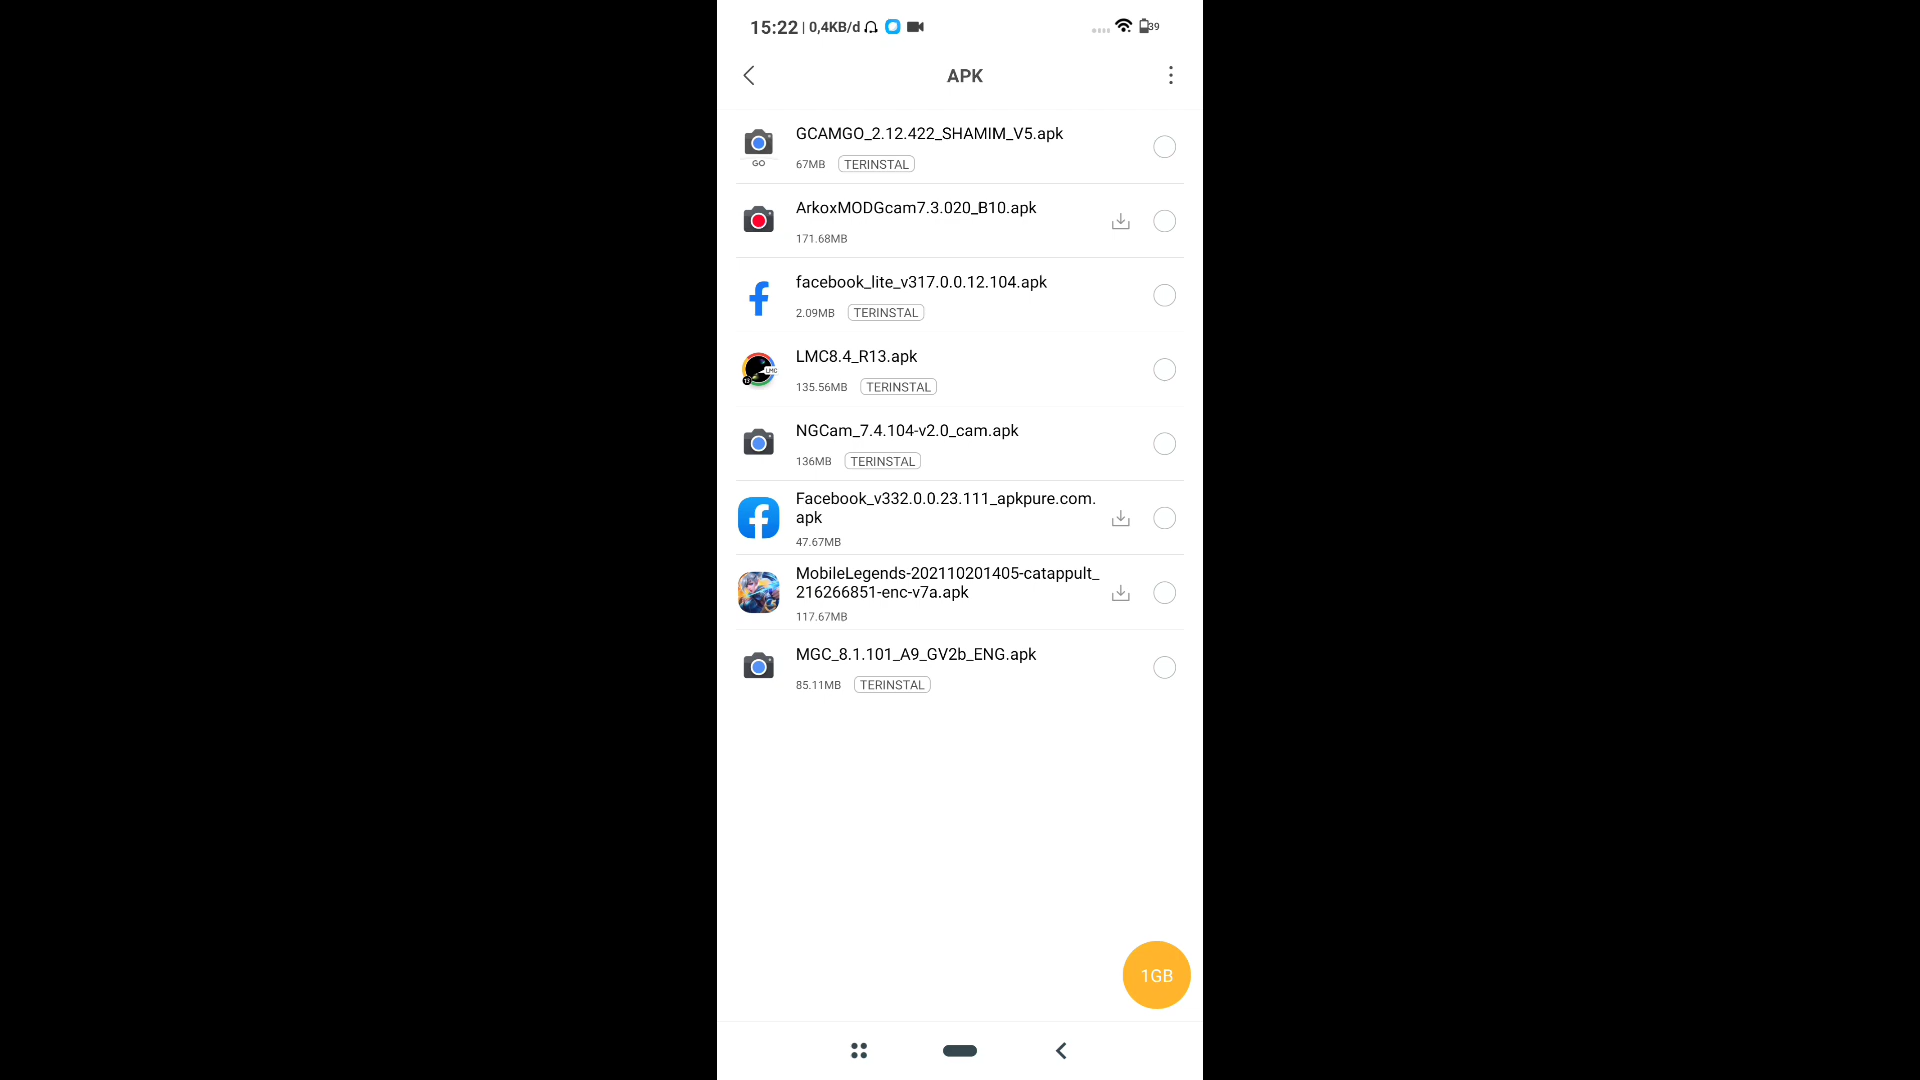 15:22 | 0,4KB/d
39
APK
GCAMGO_2.12.422_SHAMIM_V5.apk
GO
67MB TERINSTAL
ArkoxMODGcam7.3.020_B10.apk
171.68MB
facebook_lite_v317.0.0.12.104.apk
2.09MB TERINSTAL
LMC8.4_R13.apk
LMC
13
135.56MB TERINSTAL
NGCam_7.4.104-v2.0_cam.apk
136MB TERINSTAL
Facebook_v332.0.0.23.111_apkpure.com.
apk
47.67MB
MobileLegends-202110201405-catappult_
216266851-enc-v7a.apk
117.67MB
MGC_8.1.101_A9_GV2b_ENG.apk
85.11MB TERINSTAL
1GB